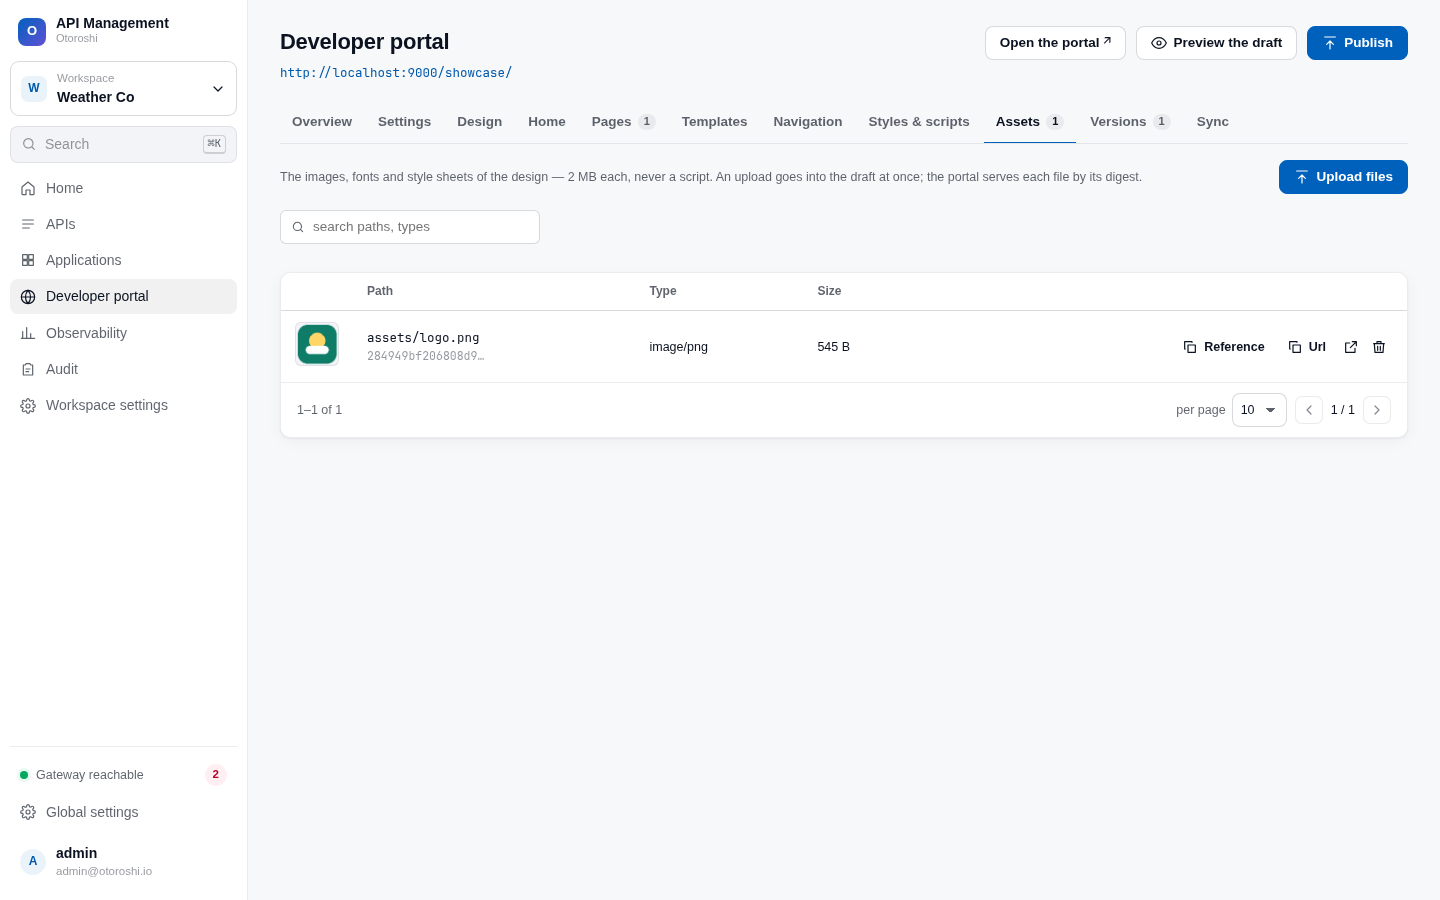 O
API Management
Otoroshi
W
Workspace
Weather Co
Search
⌘K
Home
APIs
Applications
Developer portal
Observability
Audit
Workspace settings
Gateway reachable
2
Global settings
A
admin
admin@otoroshi.io
Developer portal
http://localhost:9000/showcase/
Open the portal↗
Preview the draft
Publish
Overview Settings Design Home Pages 1 Templates Navigation Styles & scripts Assets 1 Versions 1 Sync
The images, fonts and style sheets of the design — 2 MB each, never a script. An upload goes into the draft at once; the portal serves each file by its digest.
Upload files
search paths, types
Path Type Size
assets/logo.png
284949bf206808d9…
image/png
545 B
Reference
Url
1–1 of 1
per page 10 1 / 1